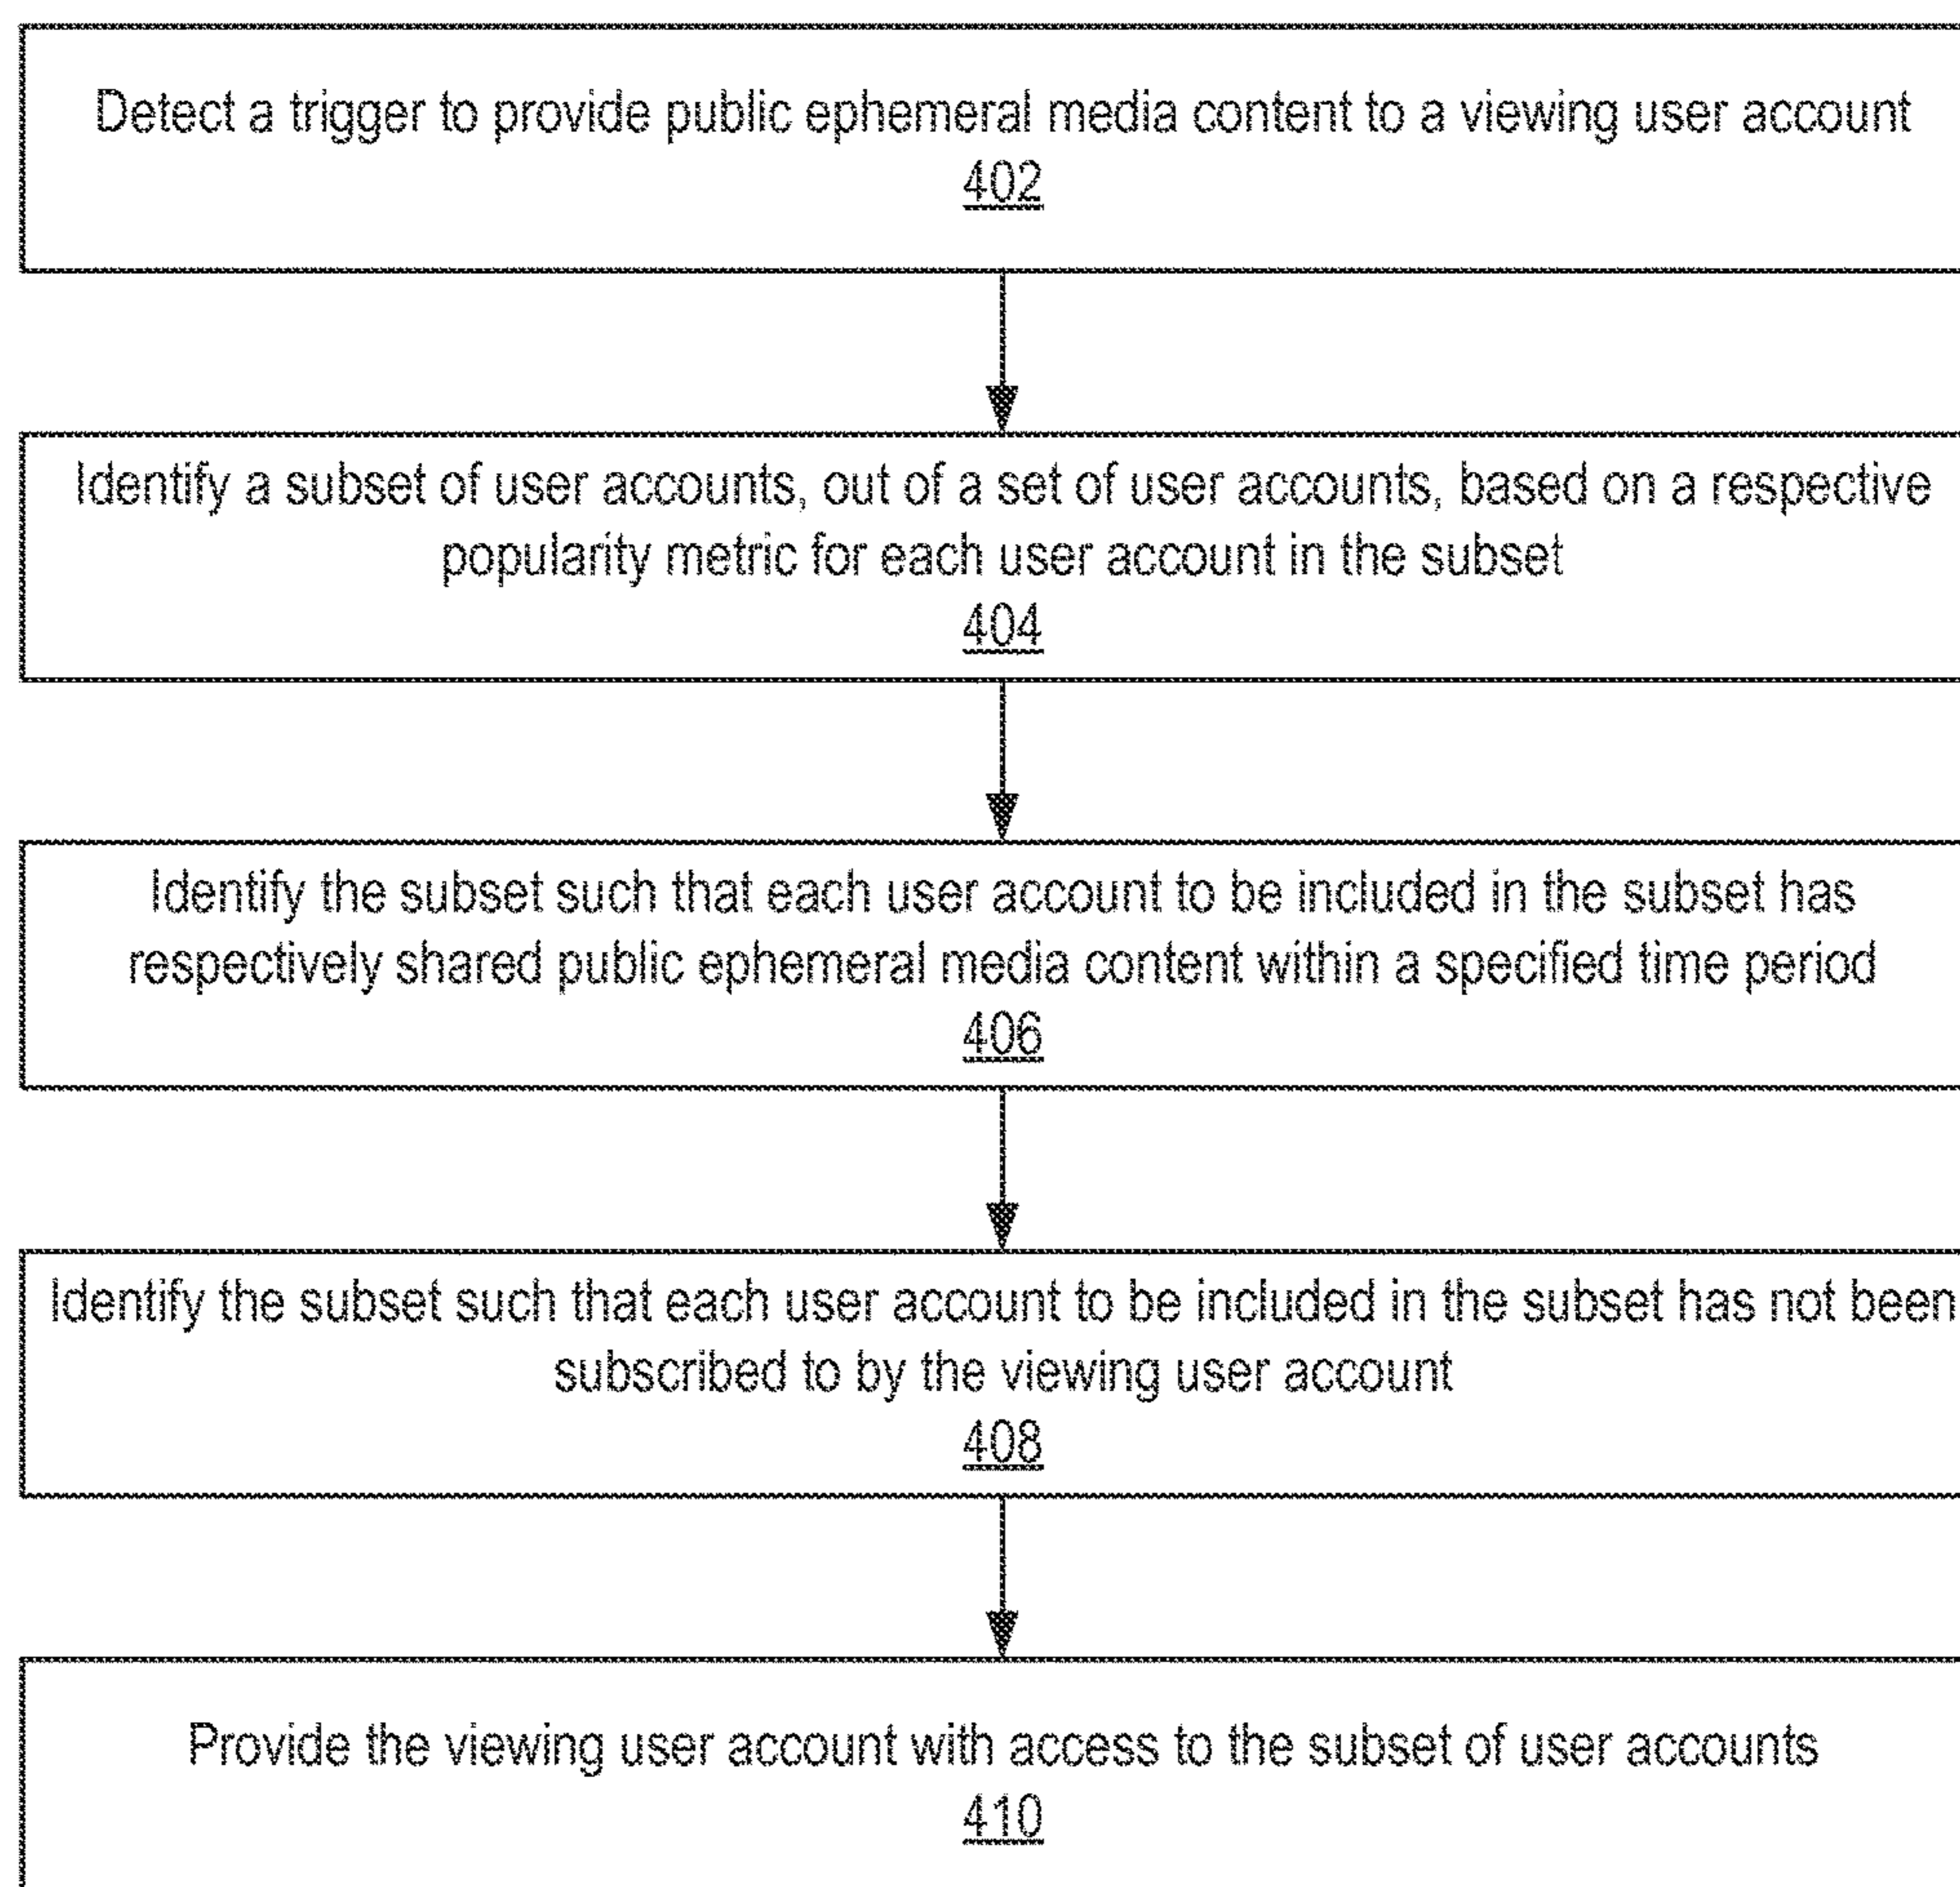 Detect a trigger to provide public ephemeral media content to a viewing user account
402
Identify a subset of user accounts, out of a set of user accounts, based on a respective
popularity metric for each user account in the subset
404
Identify the subset such that each user account to be included in the subset has
respectively shared public ephemeral media content within a specified time period
406
Identify the subset such that each user account to be included in the subset has not been
subscribed to by the viewing user account
408
Provide the viewing user account with access to the subset of user accounts
410